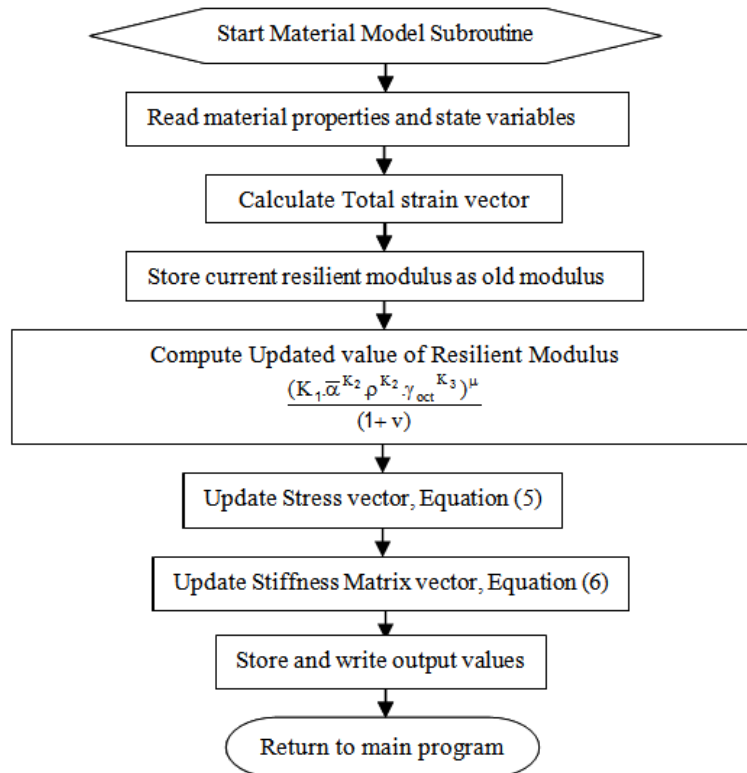 Start Material Model Subroutine
Read material properties and state variables
Calculate Total strain vector
Store current resilient modulus as old modulus
Compute Updated value of Resilient Modulus
(K₁.α̅^K₂.ρ^K₂.γ_oct^K₃)^μ
(1+ν)
Update Stress vector, Equation (5)
Update Stiffness Matrix vector, Equation (6)
Store and write output values
Return to main program